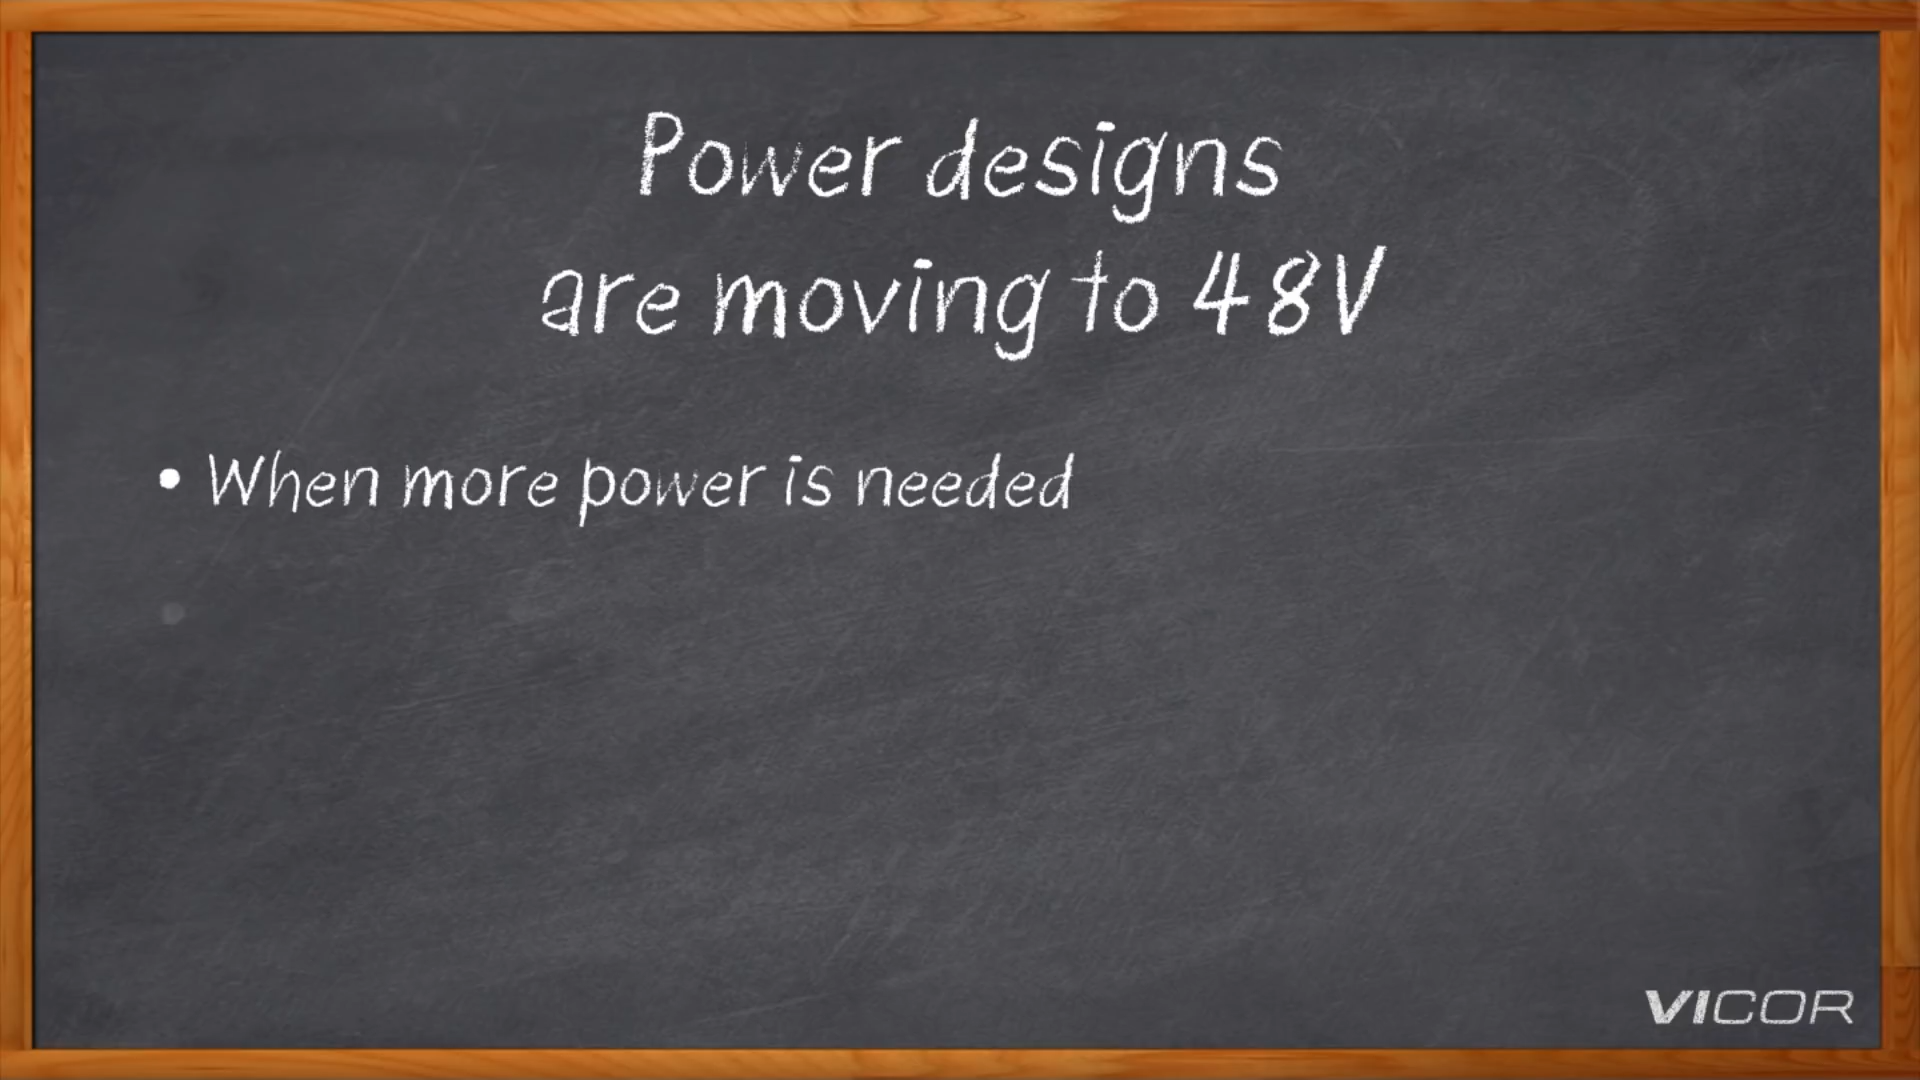 Power designs
are moving to 48V
• When more power is needed
VICOR